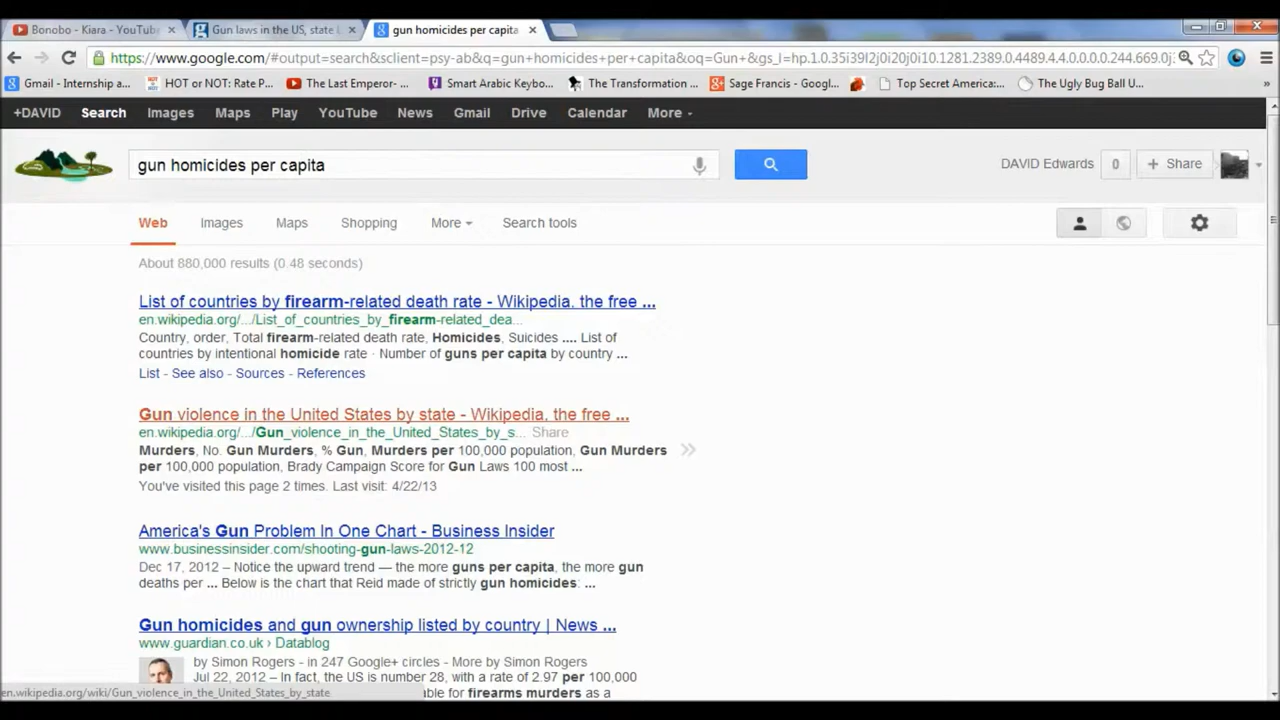 Bonobo - Kiara - YouTube
Gun laws in the US, state
gun homicides per capita
https://www.google.com/#output=search&sclient=psy-ab&q=gun+homicides+per+capita&oq=Gun+&gs_l=hp.1.0.35i39l2j0i20j0i10.1281.2389.0.4489.4.4.0.0.0.0.244.669.0j
Gmail - Internship a...
HOT or NOT: Rate P...
The Last Emperor- ...
Smart Arabic Keybo...
The Transformation ...
Sage Francis - Googl...
Top Secret America:...
The Ugly Bug Ball U...
»
+DAVID Search Images Maps Play YouTube News Gmail Drive Calendar More
gun homicides per capita
DAVID Edwards
0
+ Share
Web Images Maps Shopping More Search tools
About 880,000 results (0.48 seconds)
List of countries by firearm-related death rate - Wikipedia, the free ...
en.wikipedia.org/.../List_of_countries_by_firearm-related_dea...
Country, order, Total firearm-related death rate, Homicides, Suicides .... List of
countries by intentional homicide rate · Number of guns per capita by country ...
List - See also - Sources - References
Gun violence in the United States by state - Wikipedia, the free ...
en.wikipedia.org/.../Gun_violence_in_the_United_States_by_s... Share
Murders, No. Gun Murders, % Gun, Murders per 100,000 population, Gun Murders
per 100,000 population, Brady Campaign Score for Gun Laws 100 most ...
You've visited this page 2 times. Last visit: 4/22/13
America's Gun Problem In One Chart - Business Insider
www.businessinsider.com/shooting-gun-laws-2012-12
Dec 17, 2012 – Notice the upward trend — the more guns per capita, the more gun
deaths per ... Below is the chart that Reid made of strictly gun homicides: ...
Gun homicides and gun ownership listed by country | News ...
www.guardian.co.uk › Datablog
by Simon Rogers - in 247 Google+ circles - More by Simon Rogers
Jul 22, 2012 – In fact, the US is number 28, with a rate of 2.97 per 100,000
en.wikipedia.org/wiki/Gun_violence_in_the_United_States_by_state
able for firearms murders as a